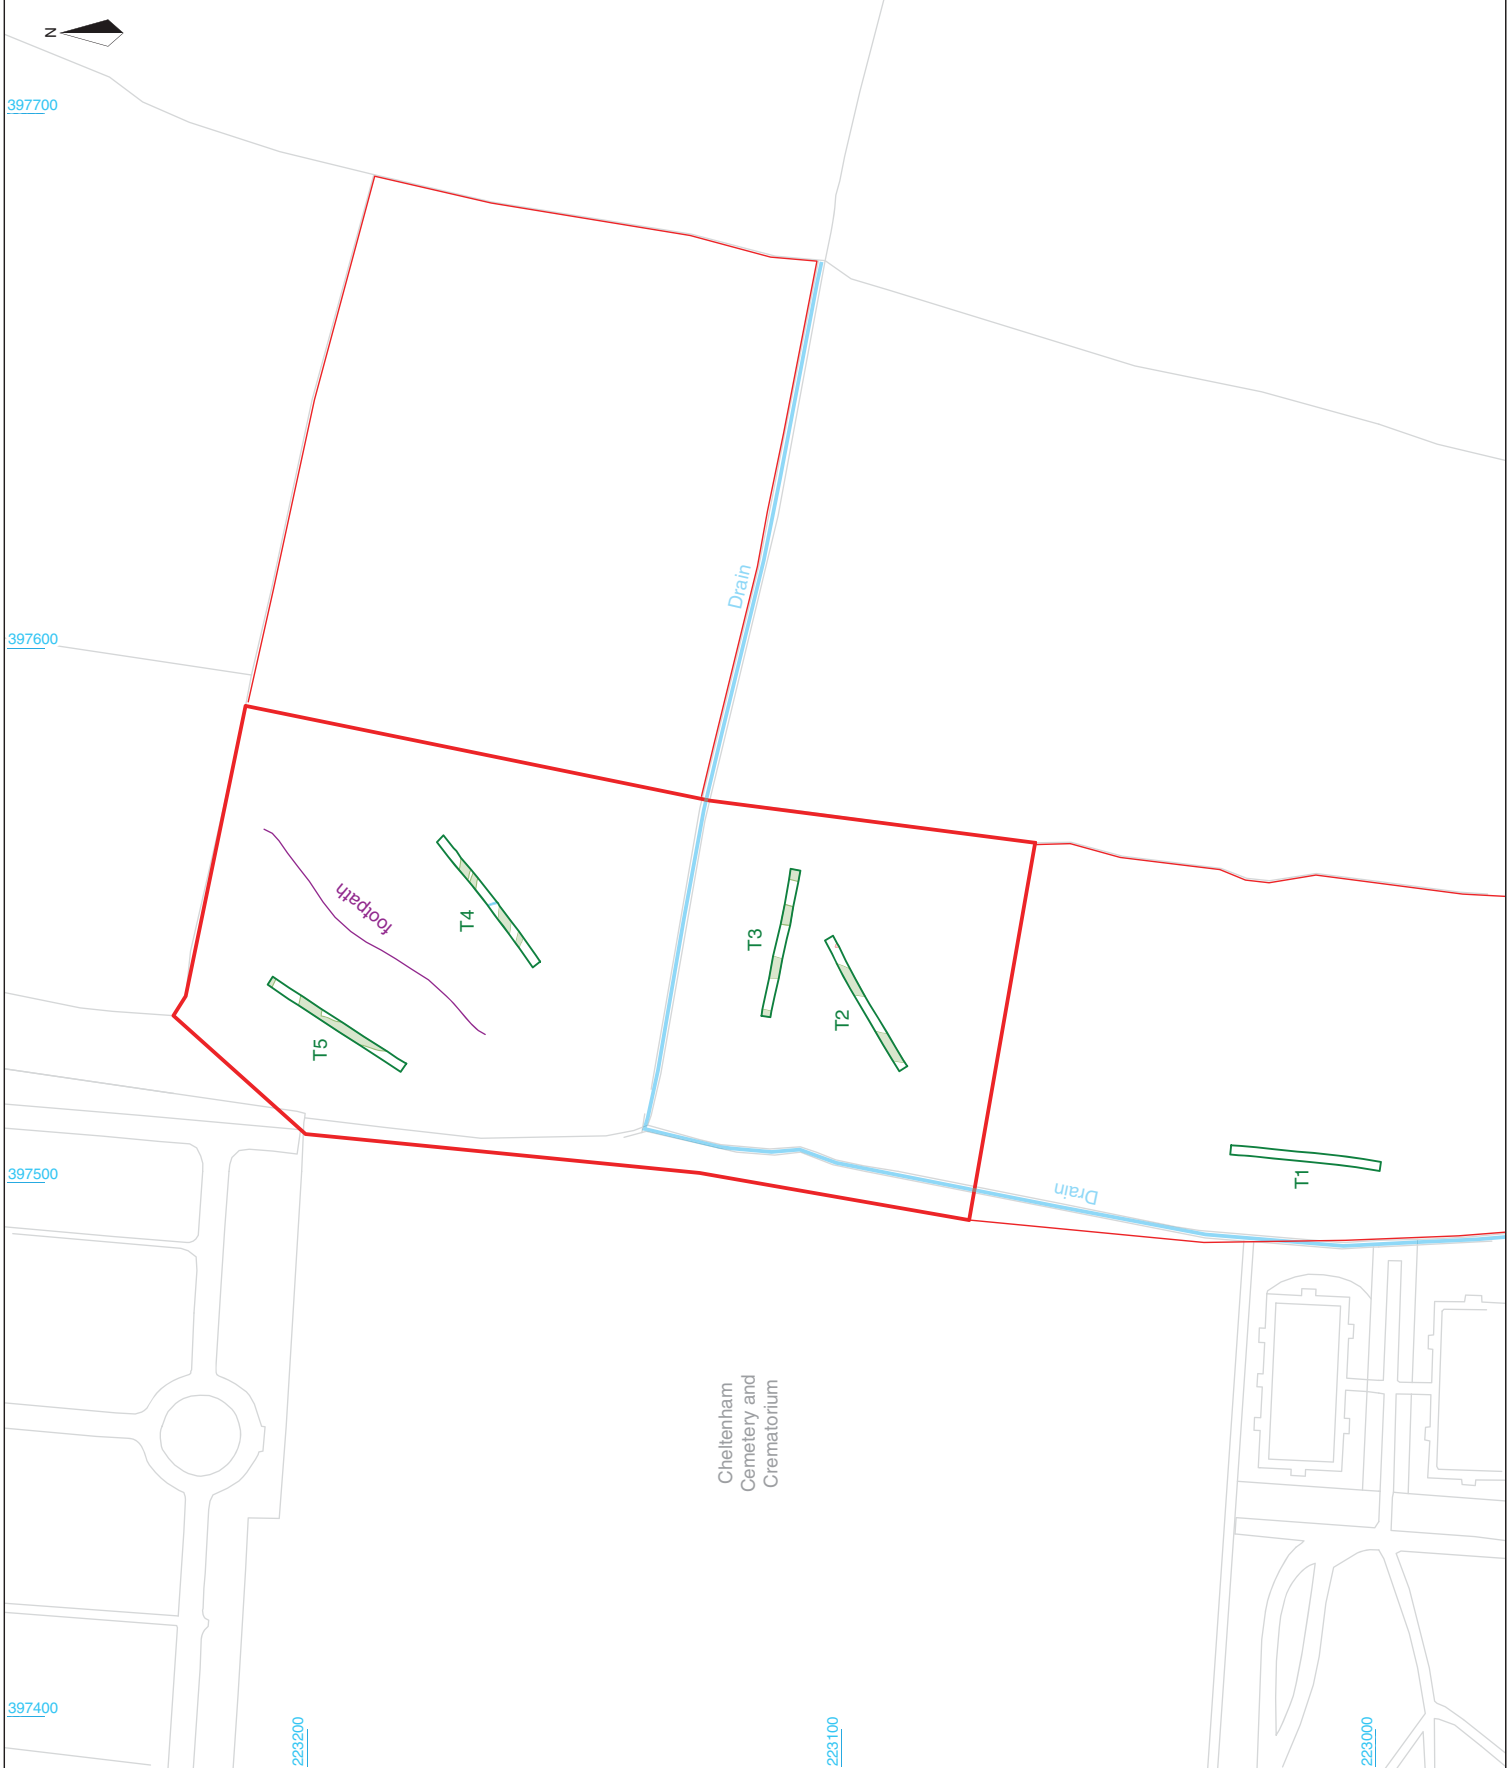 N
397700
397600
397500
397400
223200
223100
223000
Drain
footpath
T4
T5
T3
T2
T1
Drain
Cheltenham
Cemetery and
Crematorium